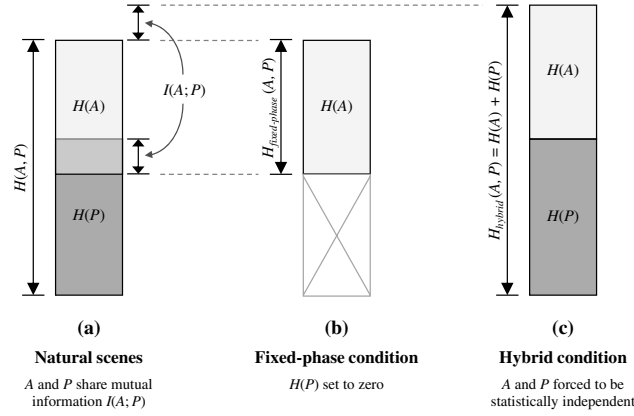 H(A, P)
H(A)
H(P)
I(A; P)
H_fixed-phase (A, P)
H(A)
H_hybrid (A, P) = H(A) + H(P)
H(A)
H(P)
(a)
Natural scenes
A and P share mutual
information I(A; P)
(b)
Fixed-phase condition
H(P) set to zero
(c)
Hybrid condition
A and P forced to be
statistically independent